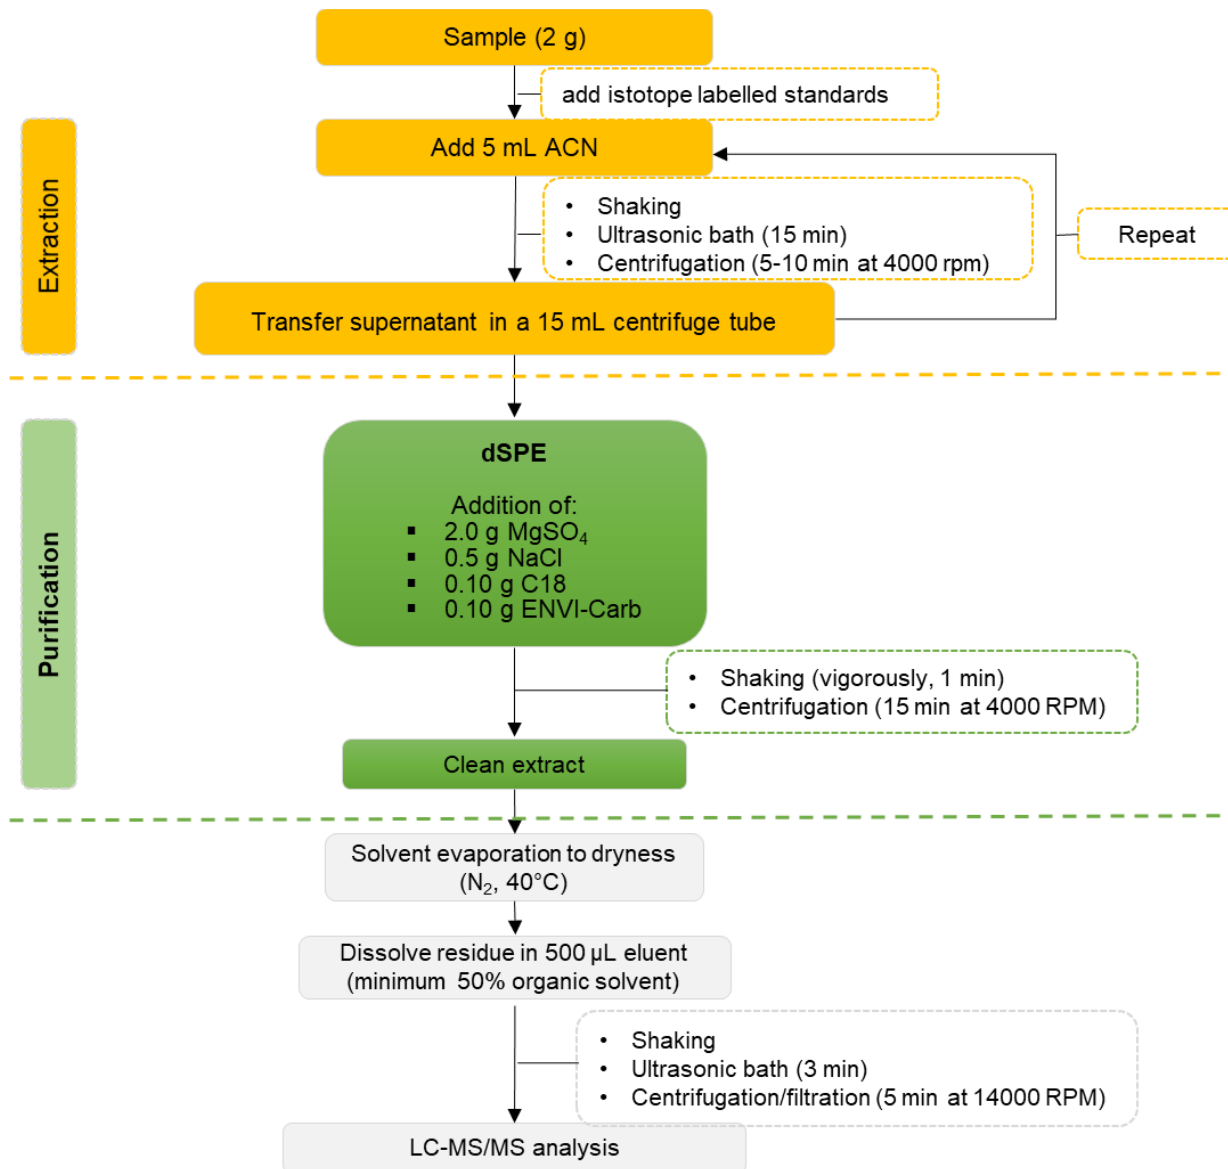 Sample (2 g)
add istotope labelled standards
Extraction
Add 5 mL ACN
• Shaking
• Ultrasonic bath (15 min)
• Centrifugation (5-10 min at 4000 rpm)
Repeat
Transfer supernatant in a 15 mL centrifuge tube
Purification
dSPE
Addition of:
▪ 2.0 g MgSO₄
▪ 0.5 g NaCl
▪ 0.10 g C18
▪ 0.10 g ENVI-Carb
• Shaking (vigorously, 1 min)
• Centrifugation (15 min at 4000 RPM)
Clean extract
Solvent evaporation to dryness
(N₂, 40°C)
Dissolve residue in 500 µL eluent
(minimum 50% organic solvent)
• Shaking
• Ultrasonic bath (3 min)
• Centrifugation/filtration (5 min at 14000 RPM)
LC-MS/MS analysis